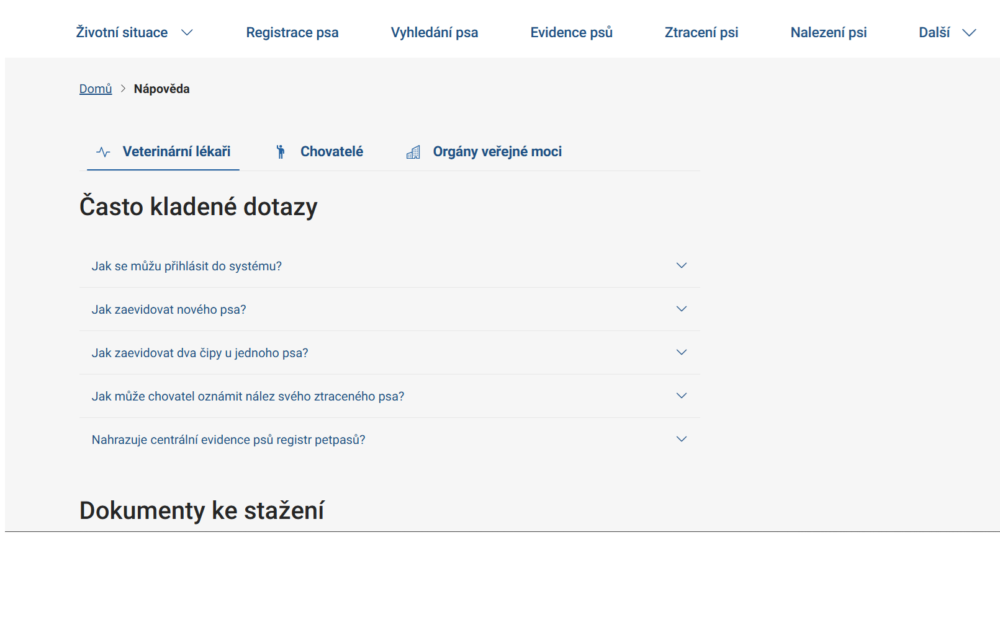 Životní situace
Registrace psa
Vyhledání psa
Evidence psů
Ztracení psi
Nalezení psi
Další
Domů
Nápověda
Veterinární lékaři
Chovatelé
Orgány veřejné moci
Často kladené dotazy
Jak se můžu přihlásit do systému?
Jak zaevidovat nového psa?
Jak zaevidovat dva čipy u jednoho psa?
Jak může chovatel oznámit nález svého ztraceného psa?
Nahrazuje centrální evidence psů registr petpasů?
Dokumenty ke stažení